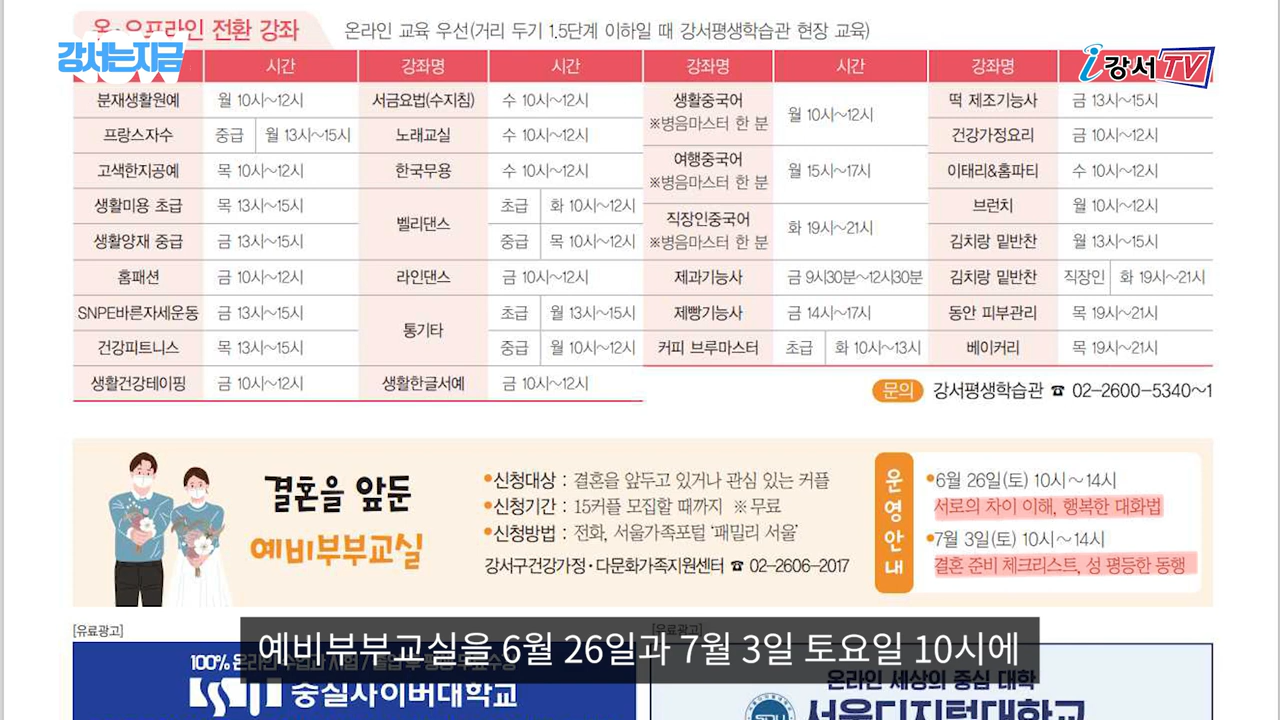 온·오프라인 전환 강좌
온라인 교육 우선(거리 두기 1.5단계 이하일 때 강서평생학습관 현장 교육)
강서는지금
i강서TV
시간 강좌명 시간 강좌명 시간 강좌명
분재생활원예 월 10시~12시
프랑스자수 중급 월 13시~15시
고색한지공예 목 10시~12시
생활미용 초급 목 13시~15시
생활양재 중급 금 13시~15시
홈패션 금 10시~12시
SNPE바른자세운동 금 13시~15시
건강피트니스 목 13시~15시
생활건강테이핑 금 10시~12시
서금요법(수지침) 수 10시~12시
노래교실 수 10시~12시
한국무용 수 10시~12시
벨리댄스 초급 화 10시~12시
중급 목 10시~12시
라인댄스 금 10시~12시
통기타 초급 월 13시~15시
중급 월 10시~12시
생활한글서예 금 10시~12시
생활중국어
※병음마스터 한 분
월 10시~12시
여행중국어
※병음마스터 한 분
월 15시~17시
직장인중국어
※병음마스터 한 분
화 19시~21시
제과기능사 금 9시30분~12시30분
제빵기능사 금 14시~17시
커피 브루마스터 초급 화 10시~13시
떡 제조기능사 금 13시~15시
건강가정요리 금 10시~12시
이태리&홈파티 수 10시~12시
브런치 월 10시~12시
김치랑 밑반찬 월 13시~15시
김치랑 밑반찬 직장인 화 19시~21시
동안 피부관리 목 19시~21시
베이커리 목 19시~21시
문의 강서평생학습관 ☎ 02-2600-5340~1
결혼을 앞둔
예비부부교실
•신청대상 : 결혼을 앞두고 있거나 관심 있는 커플
•신청기간 : 15커플 모집할 때까지 ※무료
•신청방법 : 전화, 서울가족포털 '패밀리 서울'
강서구건강가정·다문화가족지원센터 ☎ 02-2606-2017
운영안내
•6월 26일(토) 10시~14시
서로의 차이 이해, 행복한 대화법
•7월 3일(토) 10시~14시
결혼 준비 체크리스트, 성 평등한 동행
[유료광고]
[유료광고]
예비부부교실을 6월 26일과 7월 3일 토요일 10시에
100%
숭실사이버대학교
온라인 세상의 중심 대학
서울디지털대학교